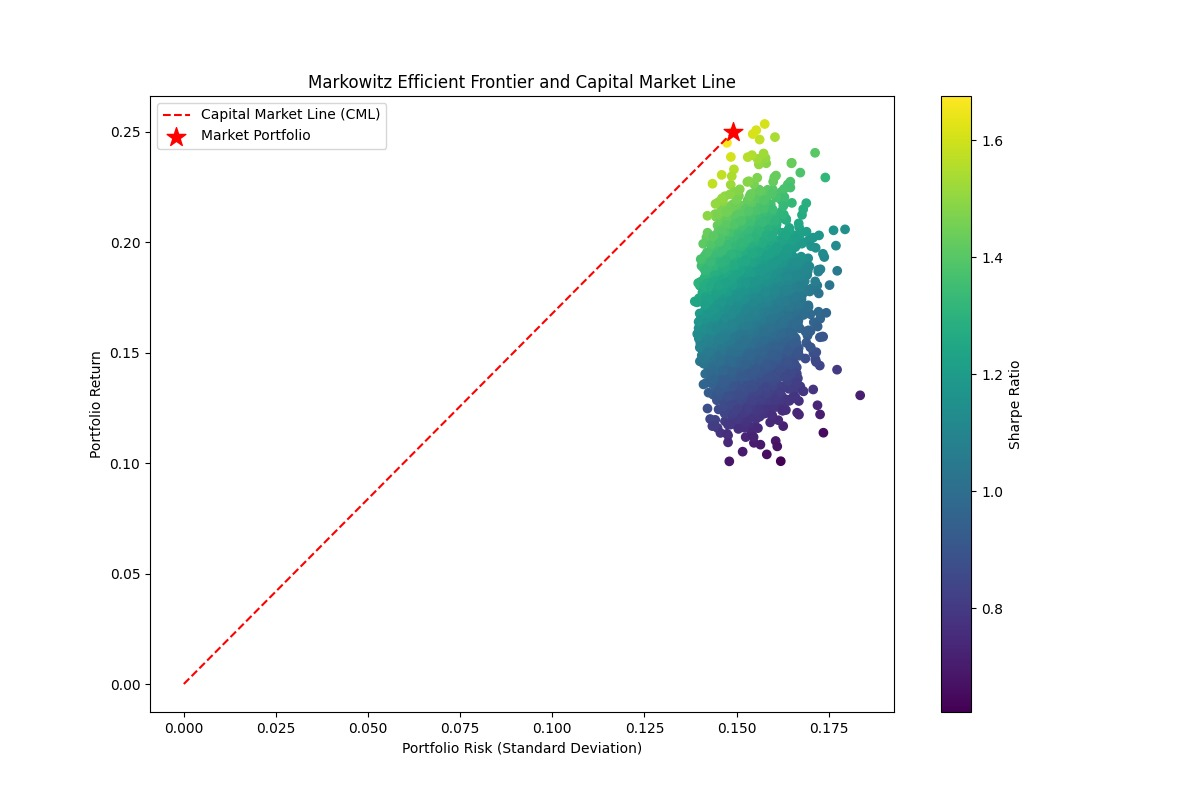 Markowitz Efficient Frontier and Capital Market Line
Capital Market Line (CML)
Market Portfolio
Portfolio Return
0.25
0.20
0.15
0.10
0.05
0.00
0.000 0.025 0.050 0.075 0.100 0.125 0.150 0.175
Portfolio Risk (Standard Deviation)
1.6
1.4
1.2
1.0
0.8
Sharpe Ratio